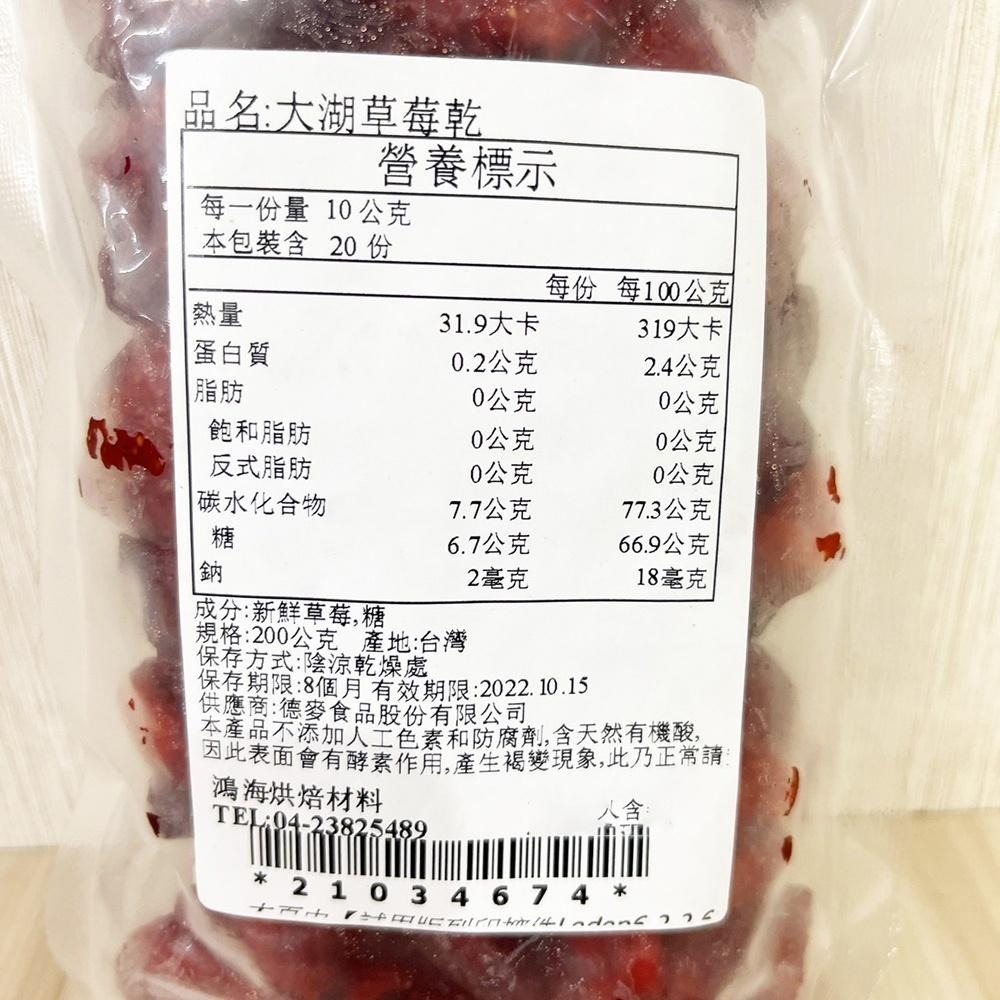 品名:大湖草莓乾
營養標示
每一份量 10公克
本包裝含 20份
每份 每100公克
熱量 31.9大卡 319大卡
蛋白質 0.2公克 2.4公克
脂肪 0公克 0公克
飽和脂肪 0公克 0公克
反式脂肪 0公克 0公克
碳水化合物 7.7公克 77.3公克
糖 6.7公克 66.9公克
鈉 2毫克 18毫克
成分:新鮮草莓,糖
規格:200公克 產地:台灣
保存方式:陰涼乾燥處
保存期限:8個月 有效期限:2022.10.15
供應商:德麥食品股份有限公司
本產品不添加人工色素和防腐劑,含天然有機酸,
因此表面會有酵素作用,產生褐變現象,此乃正常請
鴻海烘焙材料
TEL:04-23825489
*21034674*